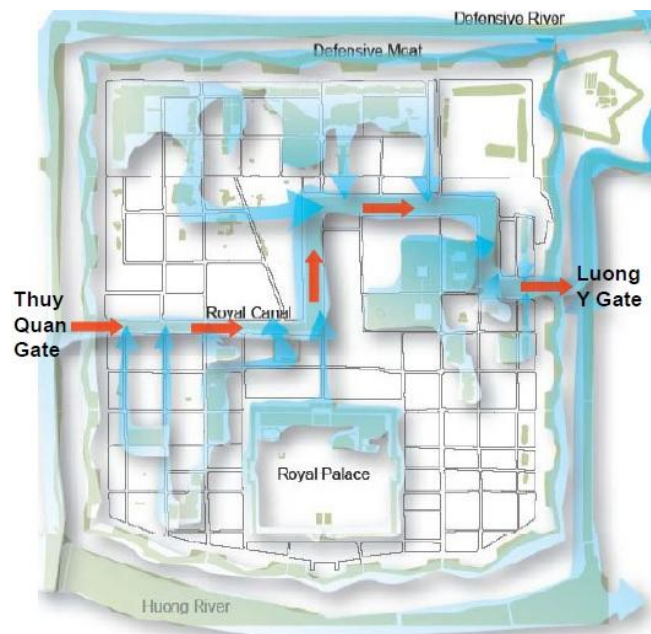 Defensive River
Defensive Moat
Luong
Y Gate
Thuy
Quan
Gate
Royal Canal
Royal Palace
Huong River